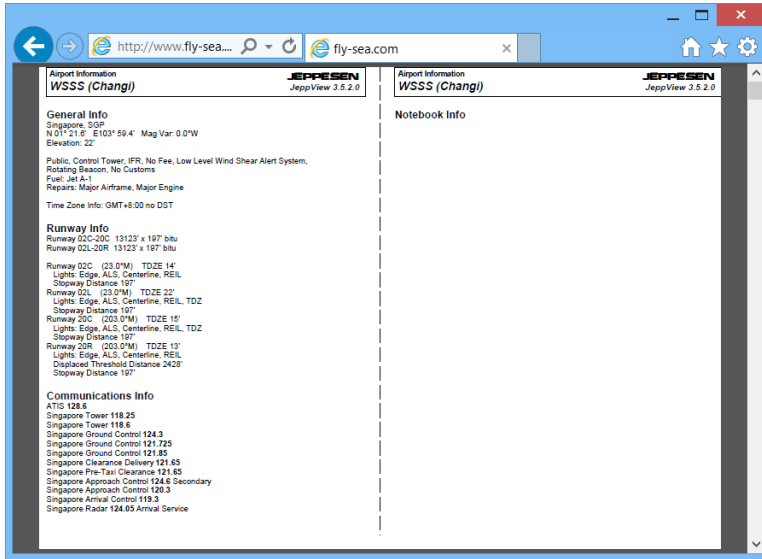 http://www.fly-sea....
fly-sea.com
Airport Information
WSSS (Changi)
JEPPESEN
JeppView 3.5.2.0
General Info
Singapore, SGP
N 01° 21.6' E103° 59.4' Mag Var: 0.0°W
Elevation: 22'
Public, Control Tower, IFR, No Fee, Low Level Wind Shear Alert System,
Rotating Beacon, No Customs
Fuel: Jet A-1
Repairs: Major Airframe, Major Engine
Time Zone Info: GMT+8:00 no DST
Runway Info
Runway 02C-20C 13123' x 197' bitu
Runway 02L-20R 13123' x 197' bitu
Runway 02C (23.0°M) TDZE 14'
Lights: Edge, ALS, Centerline, REIL
Stopway Distance 197'
Runway 02L (23.0°M) TDZE 22'
Lights: Edge, ALS, Centerline, REIL, TDZ
Stopway Distance 197'
Runway 20C (203.0°M) TDZE 15'
Lights: Edge, ALS, Centerline, REIL, TDZ
Stopway Distance 197'
Runway 20R (203.0°M) TDZE 13'
Lights: Edge, ALS, Centerline, REIL
Displaced Threshold Distance 2428'
Stopway Distance 197'
Communications Info
ATIS 128.6
Singapore Tower 118.25
Singapore Tower 118.6
Singapore Ground Control 124.3
Singapore Ground Control 121.725
Singapore Ground Control 121.85
Singapore Clearance Delivery 121.65
Singapore Pre-Taxi Clearance 121.65
Singapore Approach Control 124.6 Secondary
Singapore Approach Control 120.3
Singapore Arrival Control 119.3
Singapore Radar 124.05 Arrival Service
Airport Information
WSSS (Changi)
JEPPESEN
JeppView 3.5.2.0
Notebook Info